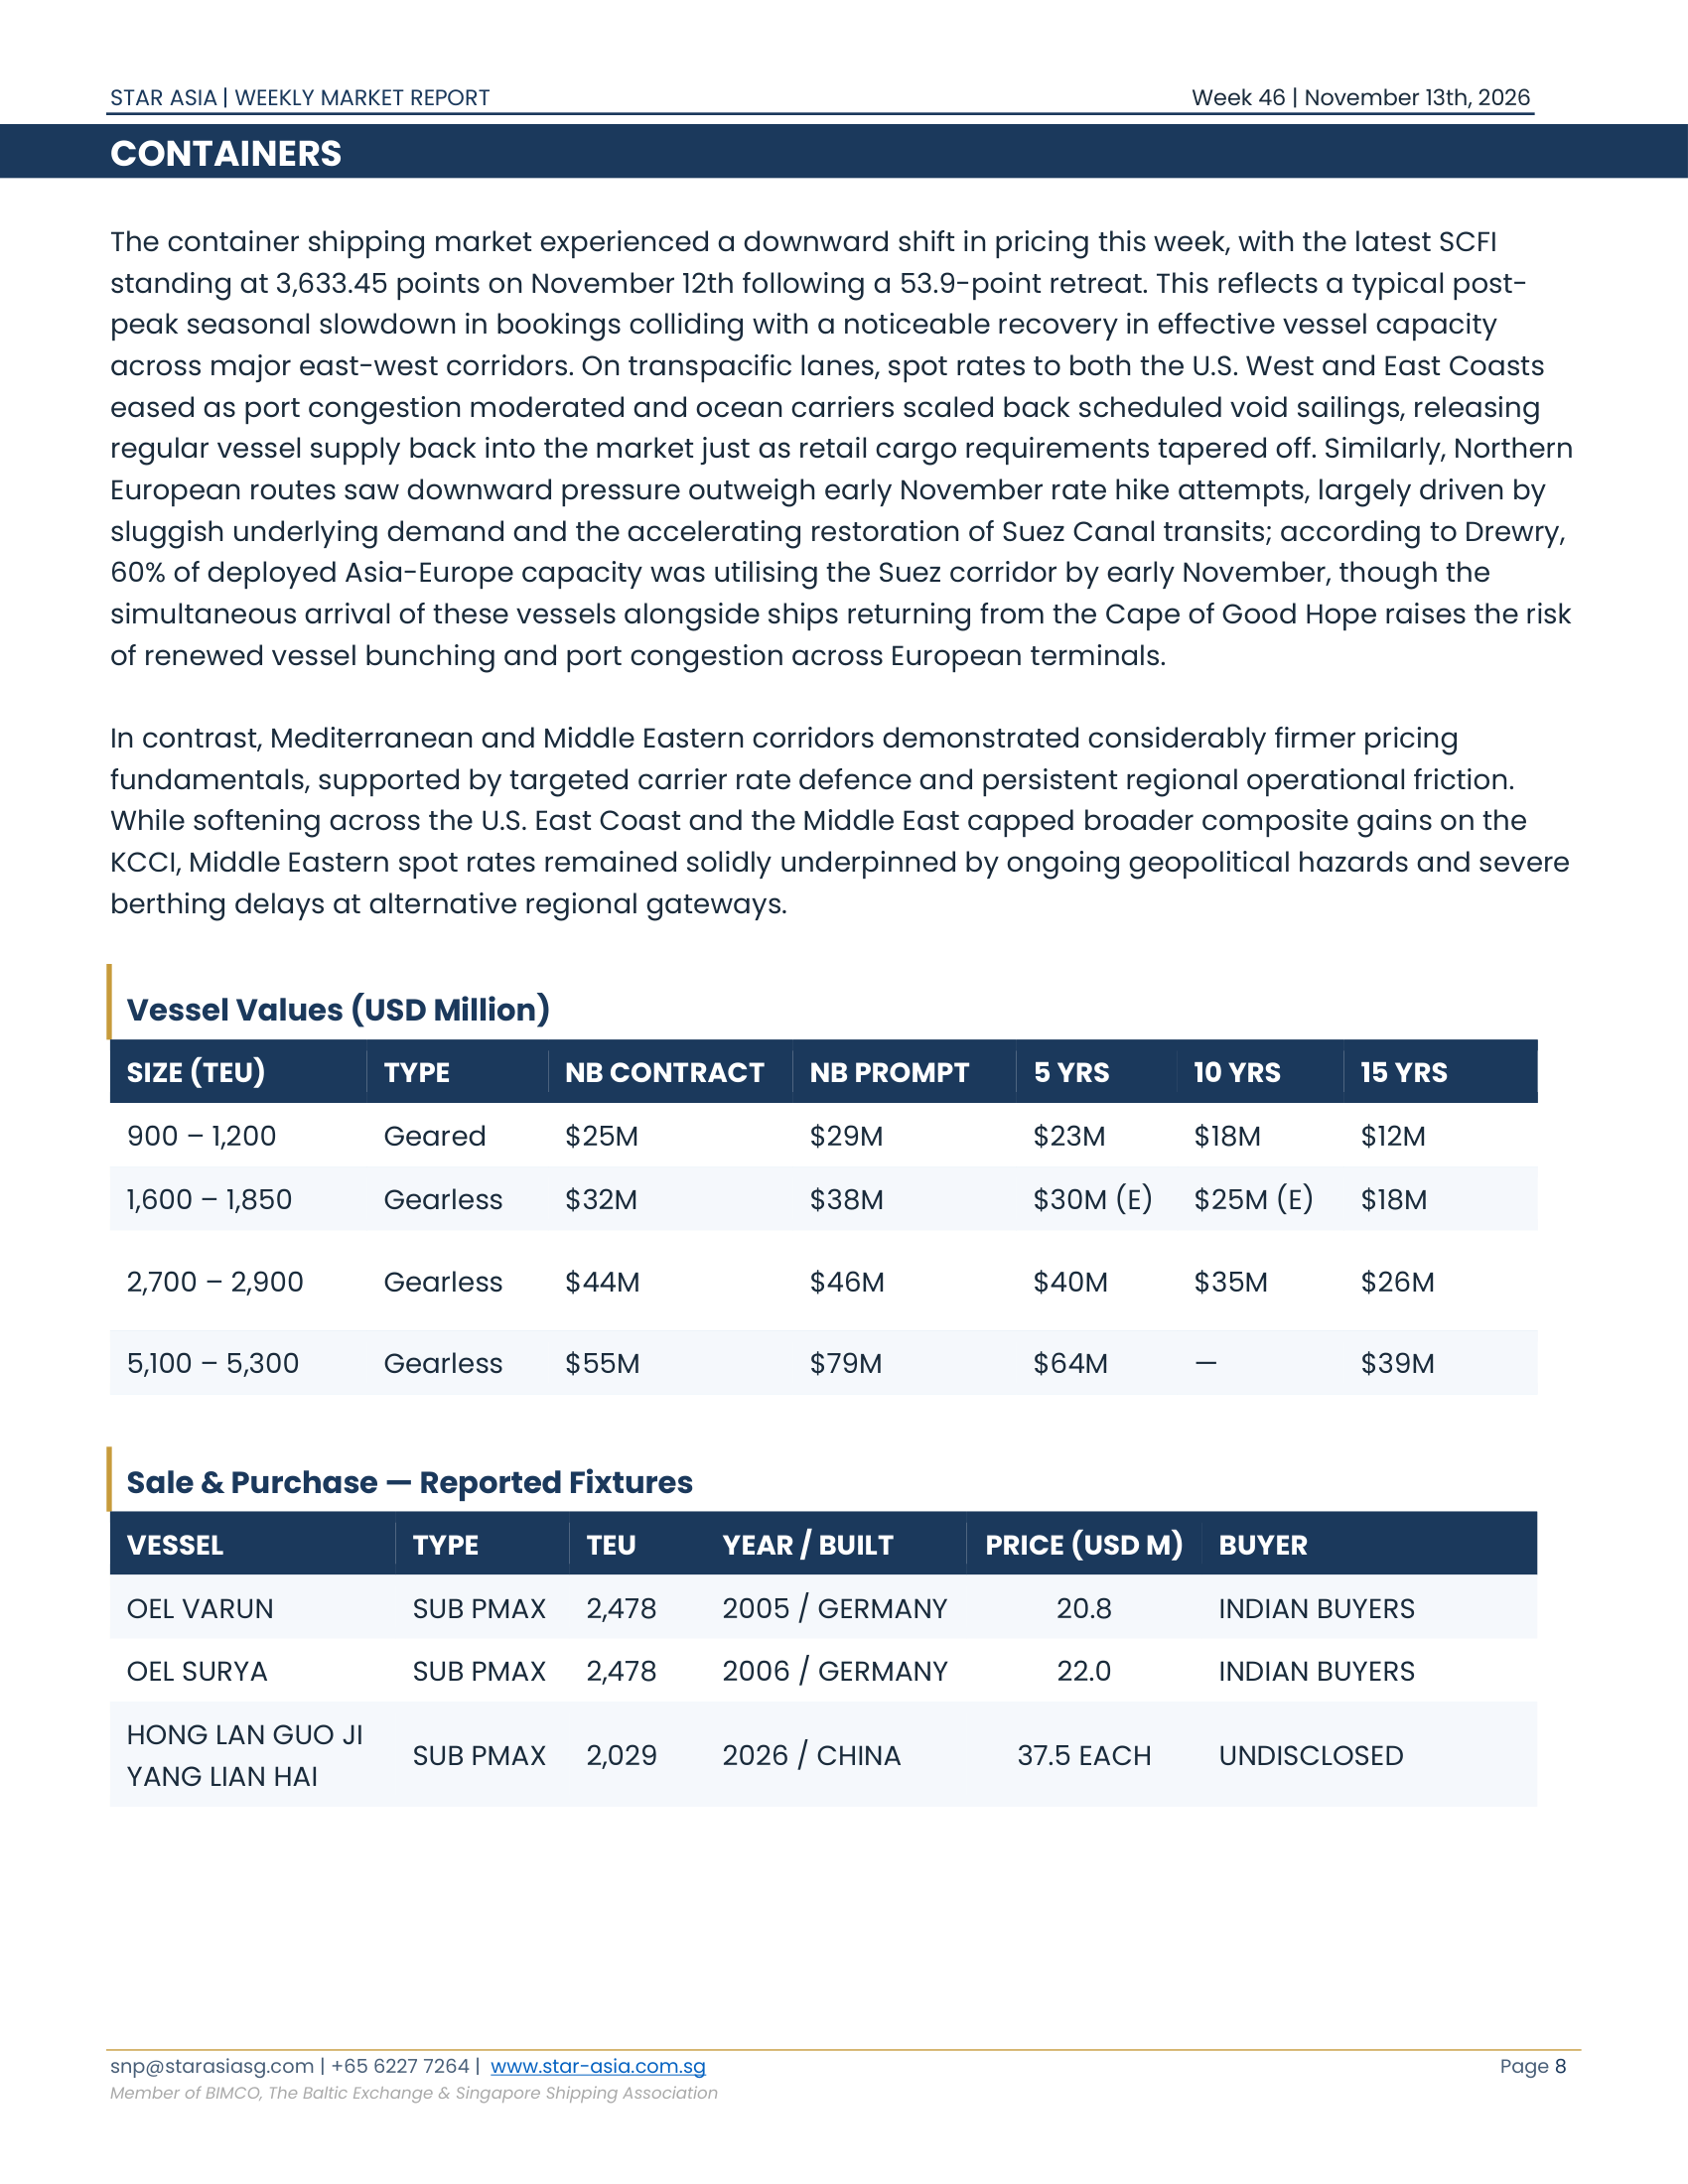 STAR ASIA | WEEKLY MARKET REPORT
Week 46 | November 13th, 2026
CONTAINERS
The container shipping market experienced a downward shift in pricing this week, with the latest SCFI
standing at 3,633.45 points on November 12th following a 53.9-point retreat. This reflects a typical post-
peak seasonal slowdown in bookings colliding with a noticeable recovery in effective vessel capacity
across major east-west corridors. On transpacific lanes, spot rates to both the U.S. West and East Coasts
eased as port congestion moderated and ocean carriers scaled back scheduled void sailings, releasing
regular vessel supply back into the market just as retail cargo requirements tapered off. Similarly, Northern
European routes saw downward pressure outweigh early November rate hike attempts, largely driven by
sluggish underlying demand and the accelerating restoration of Suez Canal transits; according to Drewry,
60% of deployed Asia-Europe capacity was utilising the Suez corridor by early November, though the
simultaneous arrival of these vessels alongside ships returning from the Cape of Good Hope raises the risk
of renewed vessel bunching and port congestion across European terminals.
In contrast, Mediterranean and Middle Eastern corridors demonstrated considerably firmer pricing
fundamentals, supported by targeted carrier rate defence and persistent regional operational friction.
While softening across the U.S. East Coast and the Middle East capped broader composite gains on the
KCCI, Middle Eastern spot rates remained solidly underpinned by ongoing geopolitical hazards and severe
berthing delays at alternative regional gateways.
Vessel Values (USD Million)
SIZE (TEU) TYPE NB CONTRACT NB PROMPT 5 YRS 10 YRS 15 YRS
900 – 1,200 Geared $25M $29M $23M $18M $12M
1,600 – 1,850 Gearless $32M $38M $30M (E) $25M (E) $18M
2,700 – 2,900 Gearless $44M $46M $40M $35M $26M
5,100 – 5,300 Gearless $55M $79M $64M — $39M
Sale & Purchase — Reported Fixtures
VESSEL TYPE TEU YEAR / BUILT PRICE (USD M) BUYER
OEL VARUN SUB PMAX 2,478 2005 / GERMANY 20.8 INDIAN BUYERS
OEL SURYA SUB PMAX 2,478 2006 / GERMANY 22.0 INDIAN BUYERS
HONG LAN GUO JI
YANG LIAN HAI
SUB PMAX 2,029 2026 / CHINA 37.5 EACH UNDISCLOSED
snp@starasiasg.com | +65 6227 7264 | www.star-asia.com.sg
Page 8
Member of BIMCO, The Baltic Exchange & Singapore Shipping Association